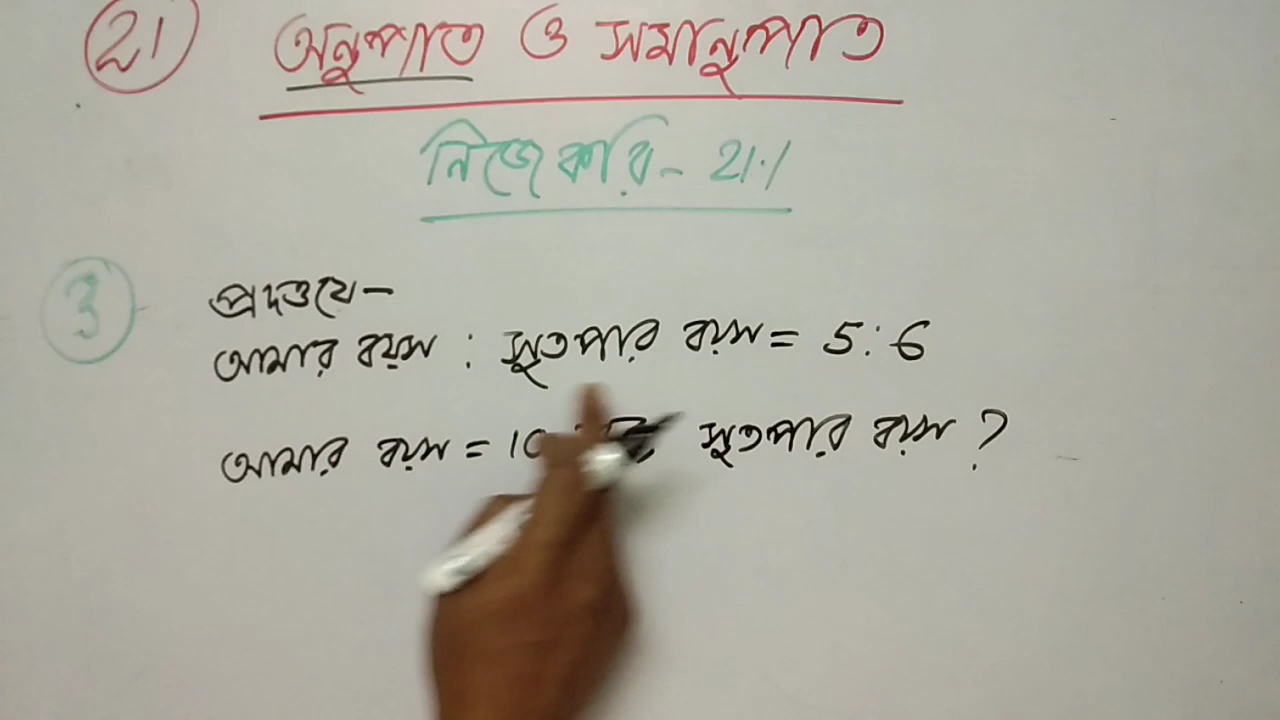 21 অনুপাত ও সমানুপাত
নিজে করি - 21.1
3 প্রদত্ত যে -
আমার বয়স : সুতপার বয়স = 5:6
আমার বয়স = 10 সুতপার বয়স ?